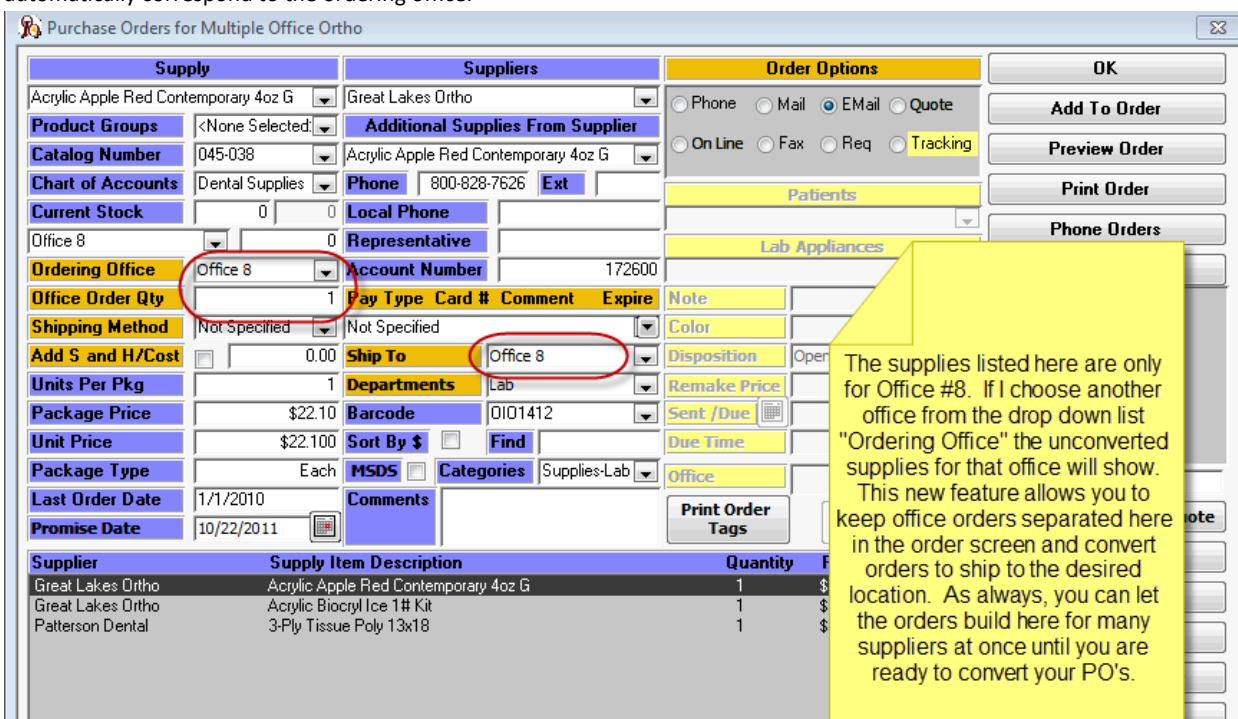 automatically correspond to the ordering office.
Purchase Orders for Multiple Office Ortho
Supply Suppliers Order Options OK
Acrylic Apple Red Contemporary 4oz G Great Lakes Ortho Phone Mail EMail Quote Add To Order
Product Groups <None Selected: Additional Supplies From Supplier
Catalog Number 045-038 Acrylic Apple Red Contemporary 4oz G On Line Fax Req Tracking Preview Order
Chart of Accounts Dental Supplies Phone 800-828-7626 Ext Patients Print Order
Current Stock 0 0 Local Phone
Office 8 0 Representative Lab Appliances Phone Orders
Ordering Office Office 8 Account Number 172600
Office Order Qty 1 Pay Type Card # Comment Expire Note
Shipping Method Not Specified Not Specified Color
Add S and H/Cost 0.00 Ship To Office 8 Disposition Open
Units Per Pkg 1 Departments Lab Remake Price
Package Price $22.10 Barcode OI01412 Sent /Due
Unit Price $22.100 Sort By $ Find Due Time
Package Type Each MSDS Categories Supplies-Lab Office
Last Order Date 1/1/2010 Comments
Promise Date 10/22/2011 Print Order
Tags
Supplier Supply Item Description Quantity
Great Lakes Ortho Acrylic Apple Red Contemporary 4oz G 1 $
Great Lakes Ortho Acrylic Biocryl Ice 1# Kit 1 $
Patterson Dental 3-Ply Tissue Poly 13x18 1 $
The supplies listed here are only
for Office #8. If I choose another
office from the drop down list
"Ordering Office" the unconverted
supplies for that office will show.
This new feature allows you to
keep office orders separated here
in the order screen and convert
orders to ship to the desired
location. As always, you can let
the orders build here for many
suppliers at once until you are
ready to convert your PO's.